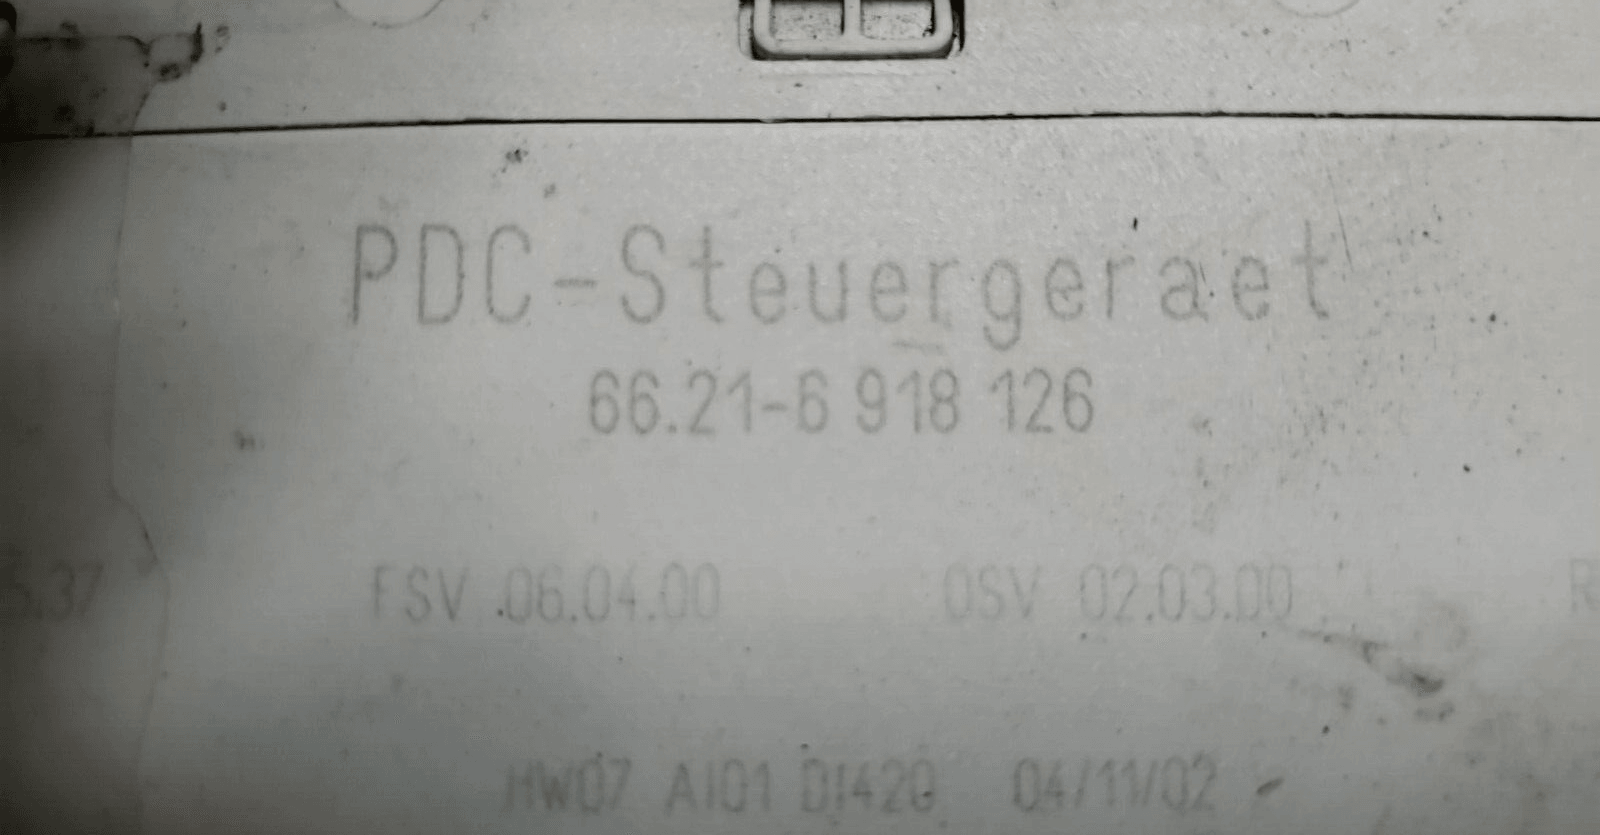 PDC-Steuergeraet
66.21-6 918 126
.37 FSV .06.04.00 OSV 02.03.00 R
HW07 AI01 DI420 04/11/02